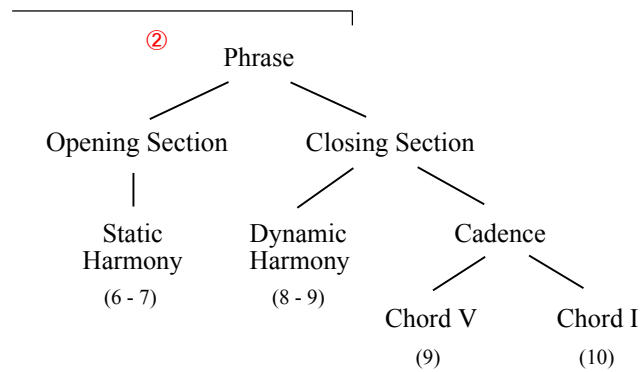 ②
Phrase
Opening Section Closing Section
Static Dynamic Cadence
Harmony Harmony
(6 - 7) (8 - 9)
Chord V Chord I
(9) (10)